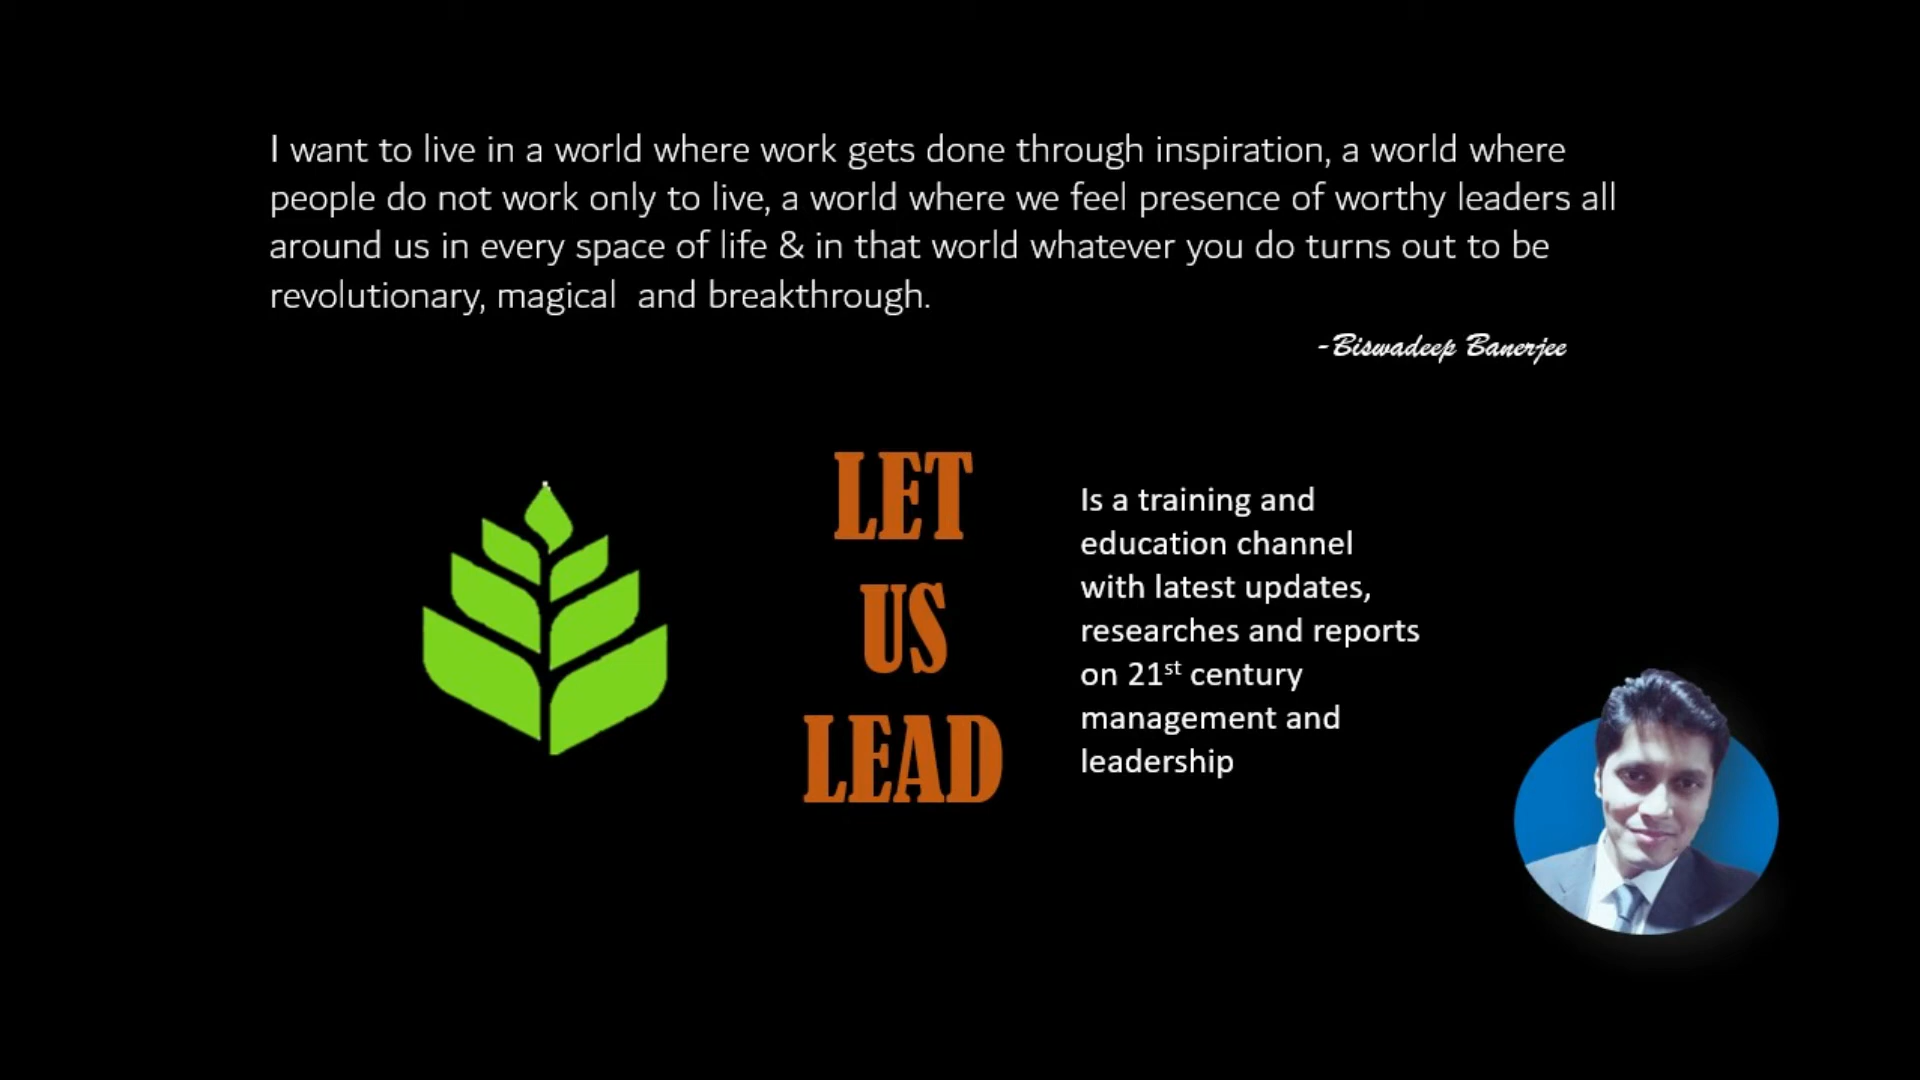 I want to live in a world where work gets done through inspiration, a world where
people do not work only to live, a world where we feel presence of worthy leaders all
around us in every space of life & in that world whatever you do turns out to be
revolutionary, magical  and breakthrough.
-Biswadeep Banerjee
LET
US
LEAD
Is a training and
education channel
with latest updates,
researches and reports
on 21st century
management and
leadership